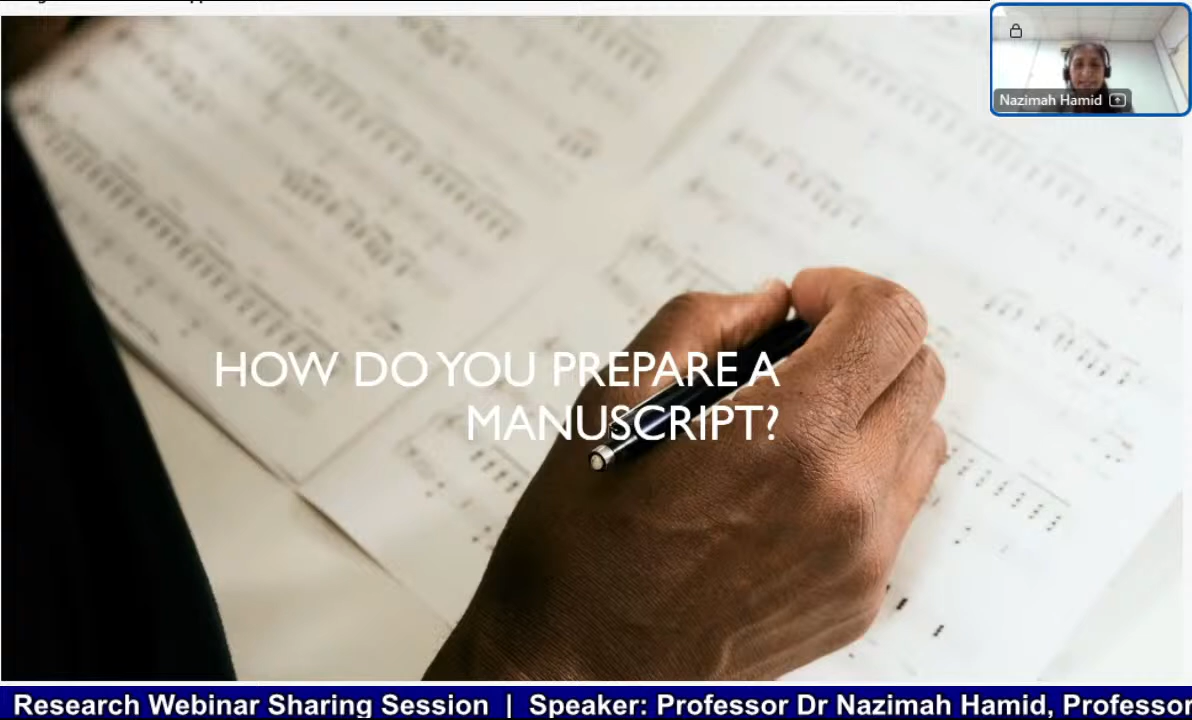 Nazimah Hamid
HOW DO YOU PREPARE A
MANUSCRIPT?
Research Webinar Sharing Session | Speaker: Professor Dr Nazimah Hamid, Professor